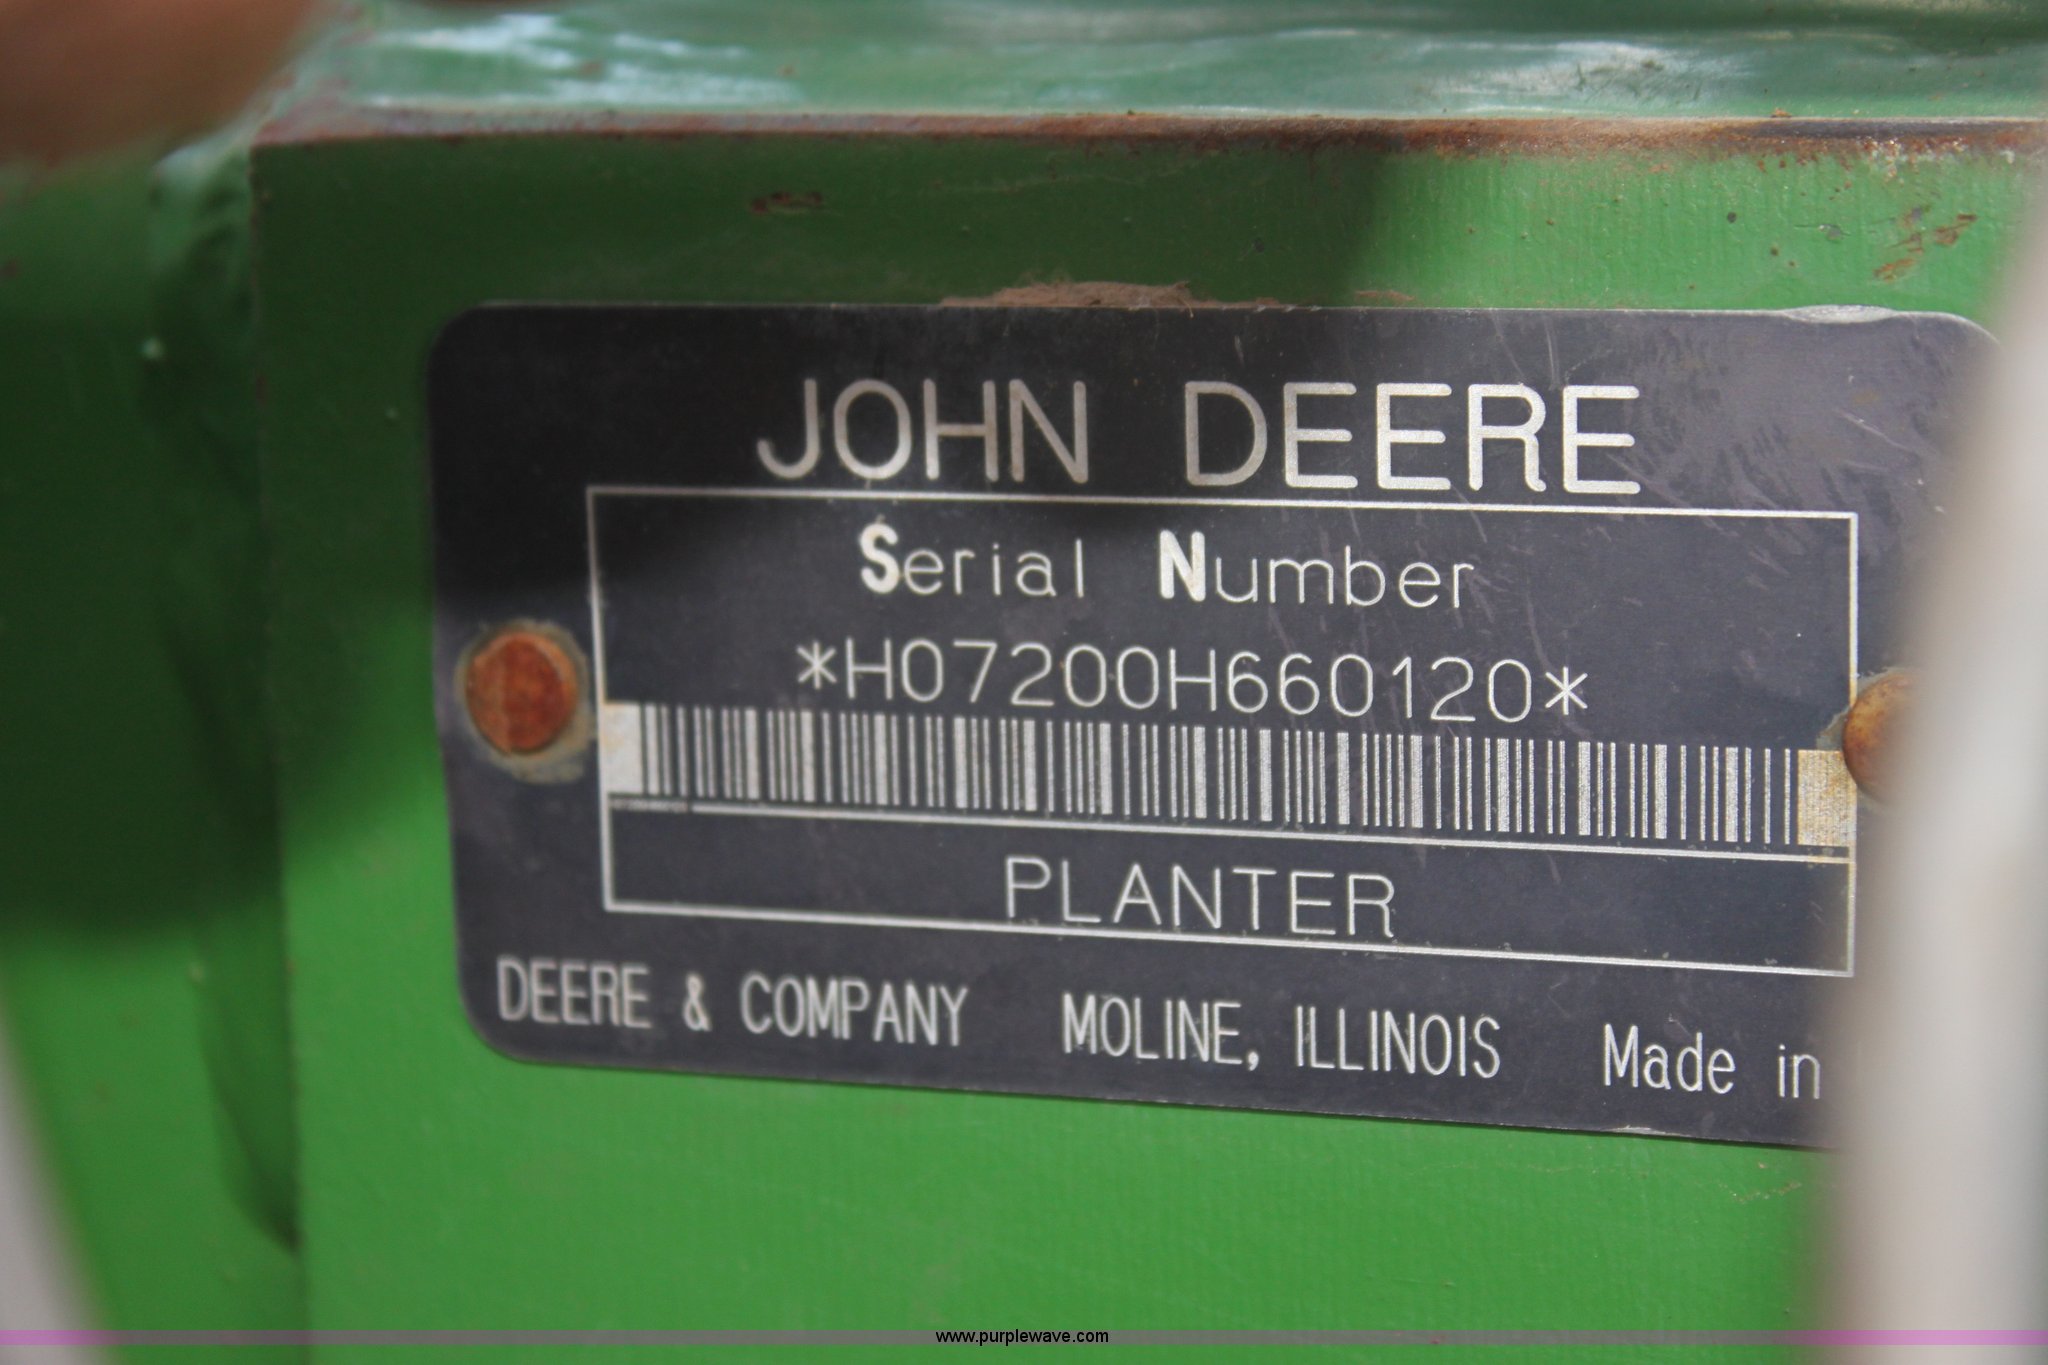 JOHN DEERE
Serial Number
*H07200H660120*
PLANTER
DEERE & COMPANY MOLINE, ILLINOIS Made in
www.purplewave.com